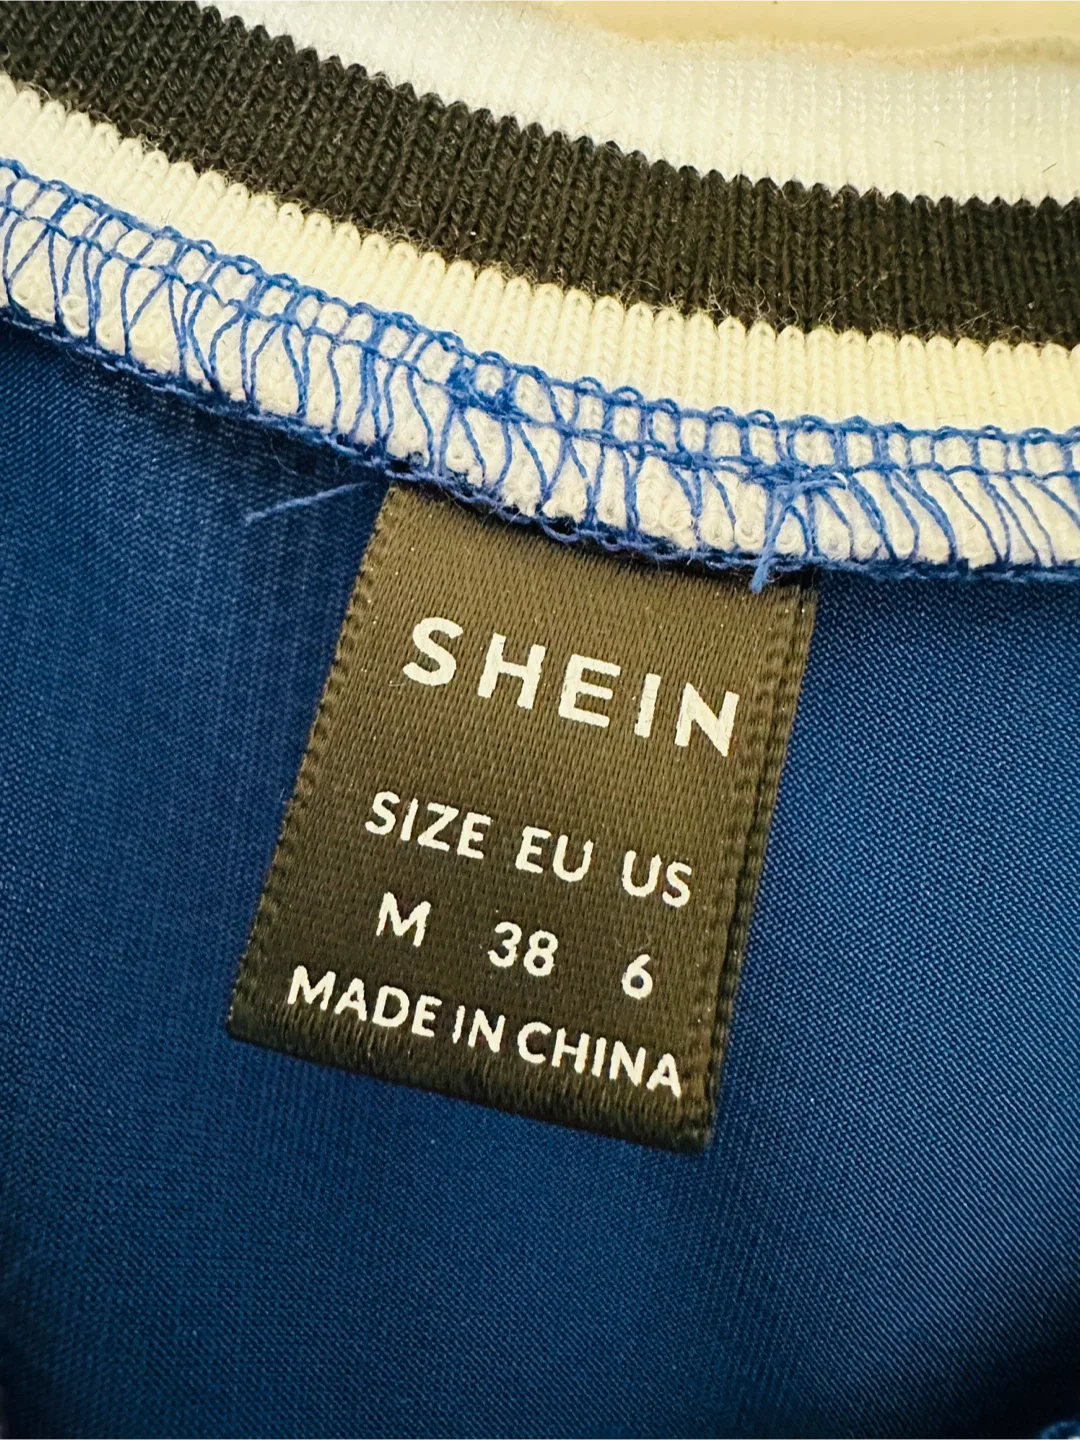 SHEIN
SIZE EU US
M 38 6
MADE IN CHINA